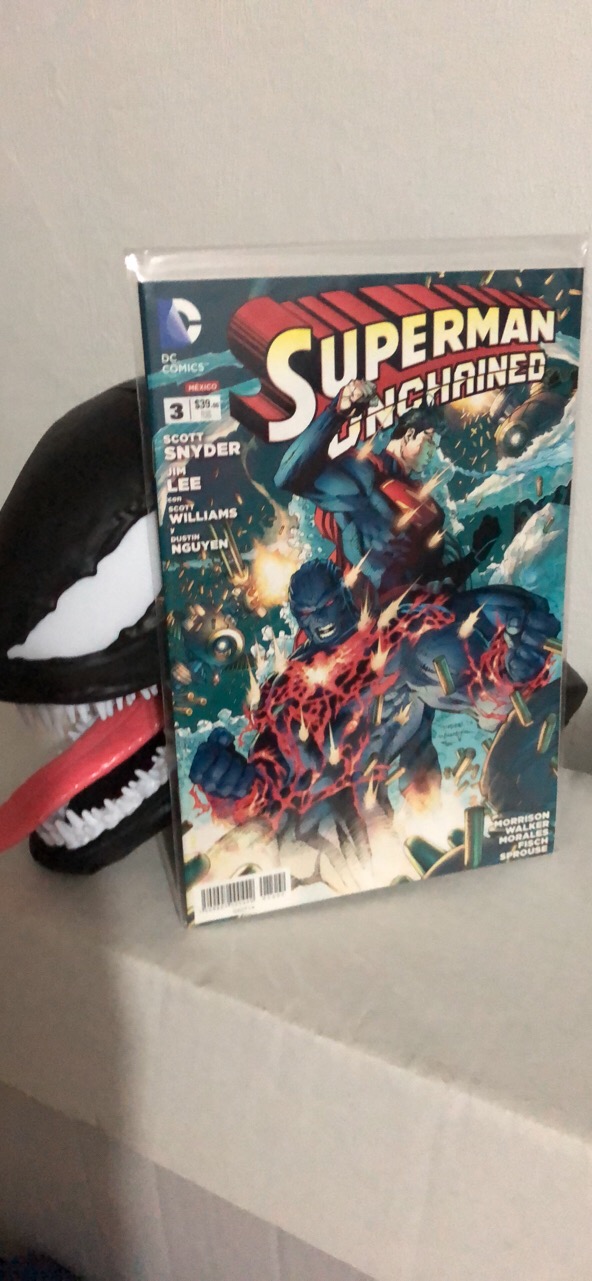 DC
COMICS™
MÉXICO
3 $39.00
SUPERMAN
UNCHAINED
SCOTT
SNYDER
JIM
LEE
con
SCOTT
WILLIAMS
y
DUSTIN
NGUYEN
MORRISON
WALKER
MORALES
FISCH
SPROUSE